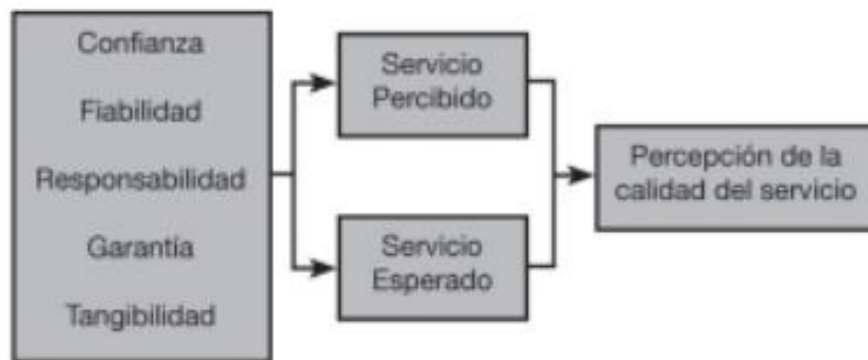 Confianza
Fiabilidad
Responsabilidad
Garantía
Tangibilidad
Servicio
Percibido
Servicio
Esperado
Percepción de la
calidad del servicio